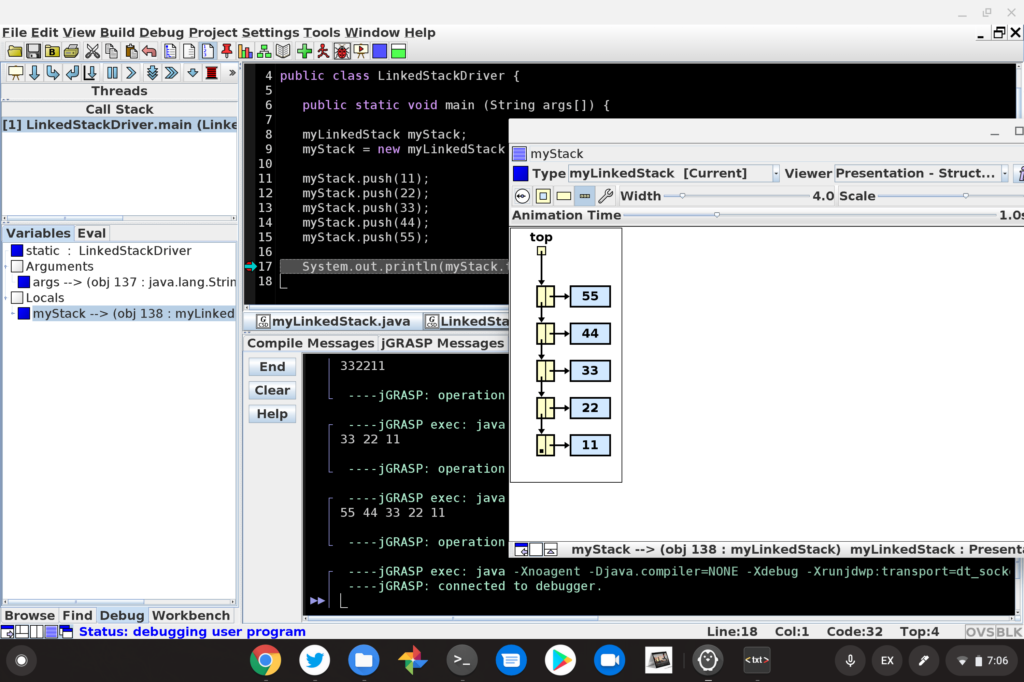 File Edit View Build Debug Project Settings Tools Window Help
»
Threads
Call Stack
[1] LinkedStackDriver.main (Linke
Variables Eval
static : LinkedStackDriver
Arguments
args --> (obj 137 : java.lang.Strin
Locals
myStack --> (obj 138 : myLinked
Browse Find Debug Workbench
4 public class LinkedStackDriver {
5
6 public static void main (String args[]) {
7
8 myLinkedStack myStack;
9 myStack = new myLinkedStack
10
11 myStack.push(11);
12 myStack.push(22);
13 myStack.push(33);
14 myStack.push(44);
15 myStack.push(55);
16
17 System.out.println(myStack.
18
myLinkedStack.java LinkedSta
Compile Messages jGRASP Messages
End
Clear
Help
332211
----jGRASP: operation
----jGRASP exec: java
33 22 11
----jGRASP: operation
----jGRASP exec: java
55 44 33 22 11
----jGRASP: operation
----jGRASP exec: java -Xnoagent -Djava.compiler=NONE -Xdebug -Xrunjdwp:transport=dt_sock
----jGRASP: connected to debugger.
myStack
Type myLinkedStack [Current] Viewer Presentation - Struct...
Width 4.0 Scale
Animation Time 1.0s
top
55
44
33
22
11
myStack --> (obj 138 : myLinkedStack) myLinkedStack : Presenta
Status: debugging user program
Line:18 Col:1 Code:32 Top:4 OVS BLK
>_
<txt>
EX
7:06